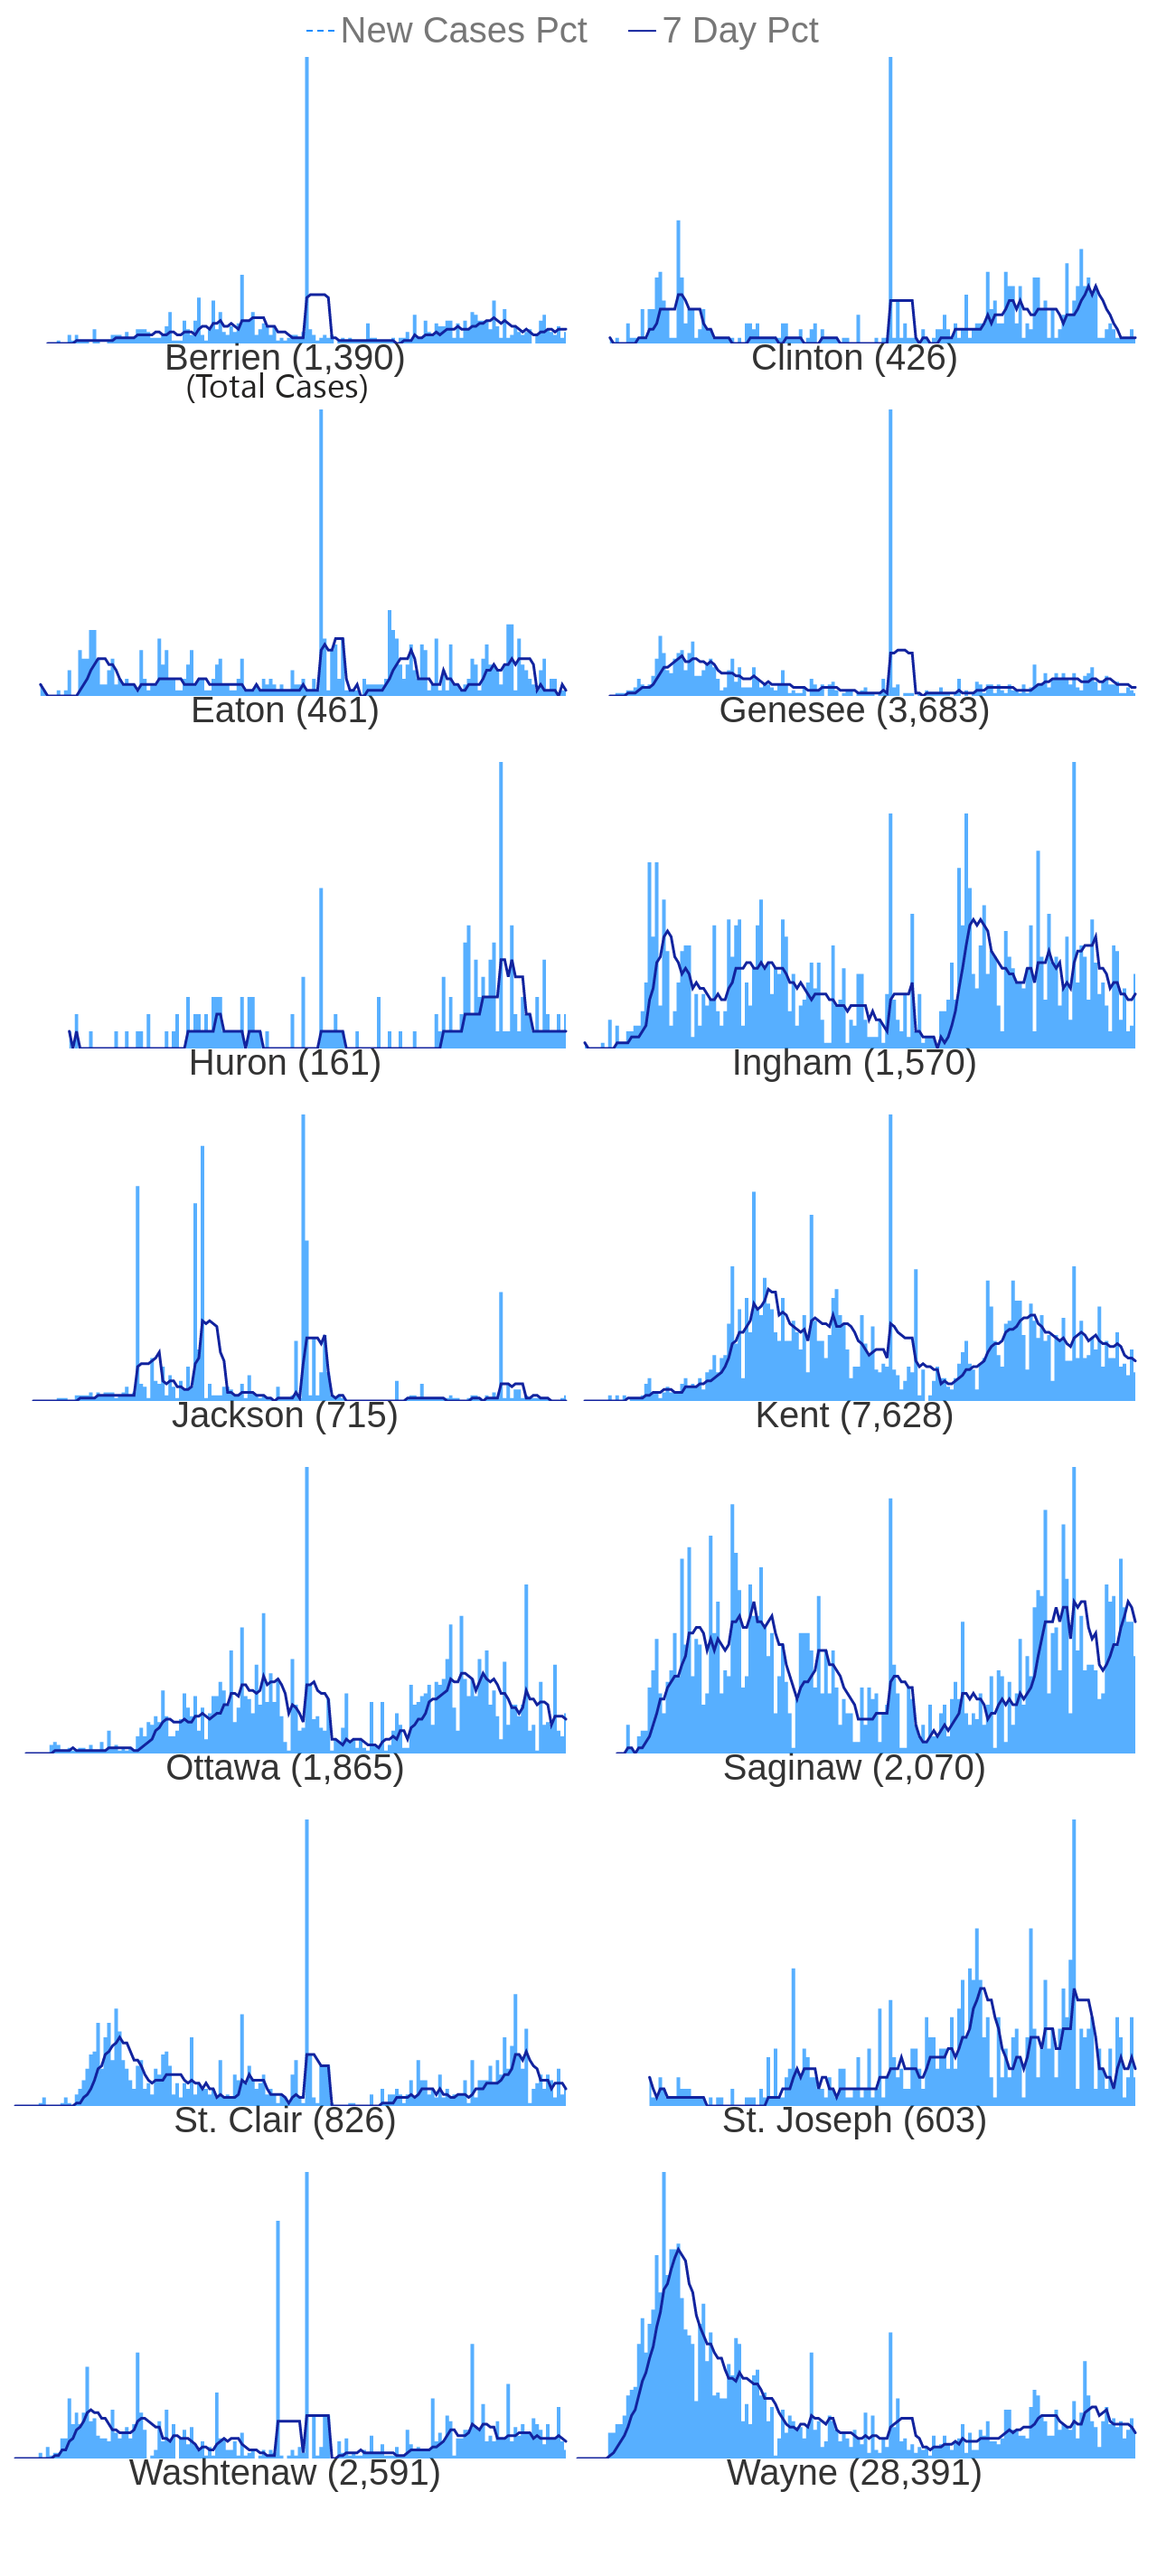 New Cases Pct 7 Day Pct
Berrien (1,390) Clinton (426)
(Total Cases)
Eaton (461) Genesee (3,683)
Huron (161) Ingham (1,570)
Jackson (715) Kent (7,628)
Ottawa (1,865) Saginaw (2,070)
St. Clair (826) St. Joseph (603)
Washtenaw (2,591) Wayne (28,391)